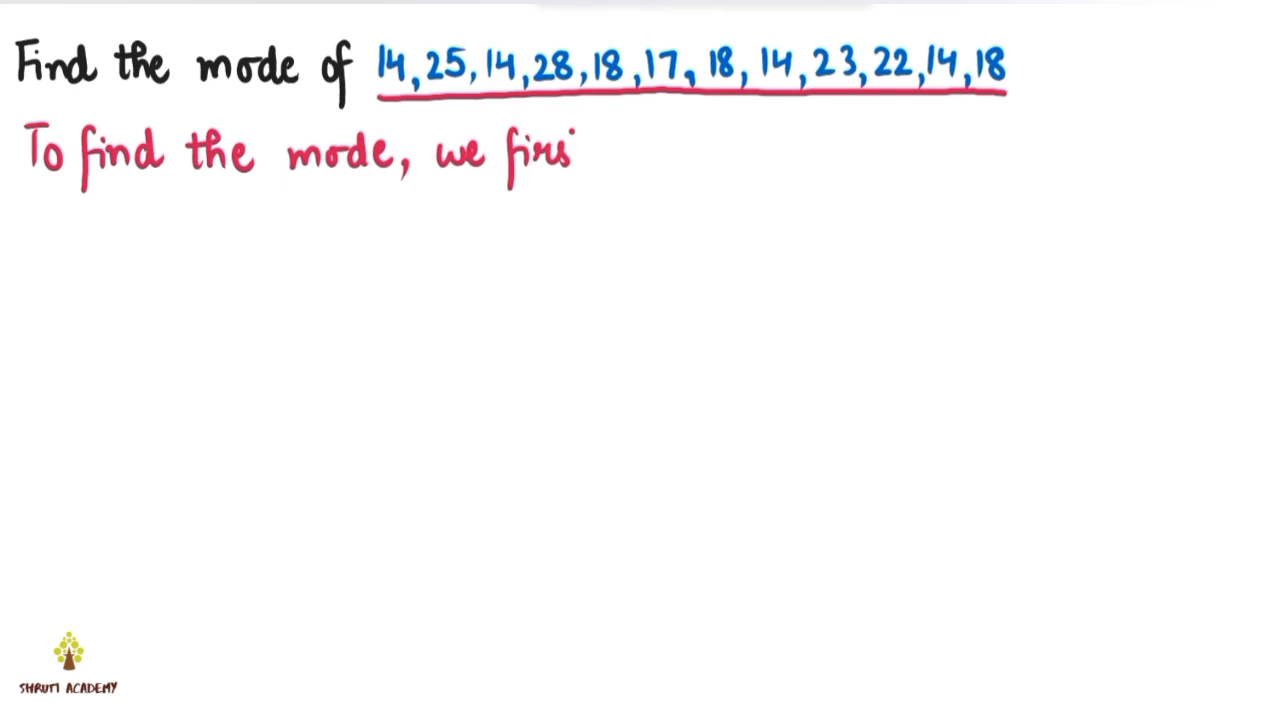 Find the mode of 14, 25, 14, 28, 18, 17, 18, 14, 23, 22, 14, 18
To find the mode, we firs
SHRUTI ACADEMY